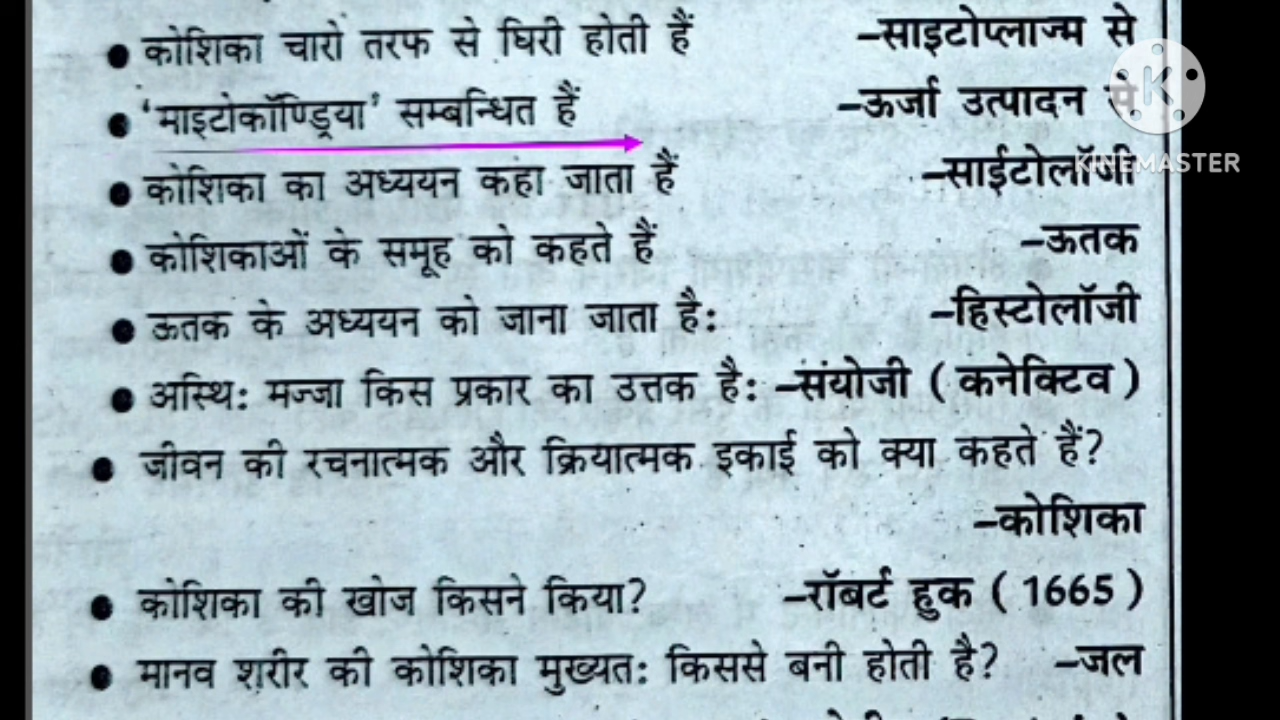 • कोशिका चारों तरफ से घिरी होती हैं –साइटोप्लाज्म से
• 'माइटोकॉण्ड्रिया' सम्बन्धित हैं –ऊर्जा उत्पादन से
• कोशिका का अध्ययन कहा जाता हैं –साईटोलॉजी
• कोशिकाओं के समूह को कहते हैं –ऊतक
• ऊतक के अध्ययन को जाना जाता है: –हिस्टोलॉजी
• अस्थि: मज्जा किस प्रकार का उत्तक है: –संयोजी ( कनेक्टिव )
• जीवन की रचनात्मक और क्रियात्मक इकाई को क्या कहते हैं?
–कोशिका
• कोशिका की खोज किसने किया? –रॉबर्ट हुक ( 1665 )
• मानव शरीर की कोशिका मुख्यत: किससे बनी होती है? –जल
K
KINEMASTER